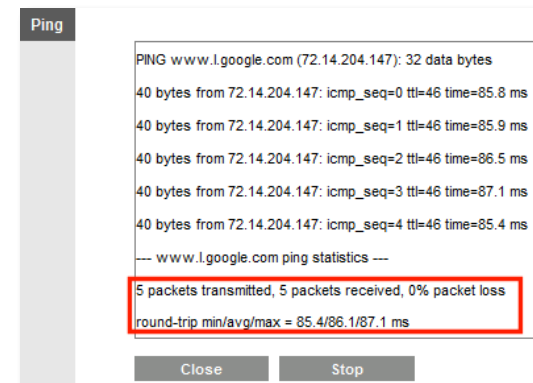 Ping
PING www.l.google.com (72.14.204.147): 32 data bytes
40 bytes from 72.14.204.147: icmp_seq=0 ttl=46 time=85.8 ms
40 bytes from 72.14.204.147: icmp_seq=1 ttl=46 time=85.9 ms
40 bytes from 72.14.204.147: icmp_seq=2 ttl=46 time=86.5 ms
40 bytes from 72.14.204.147: icmp_seq=3 ttl=46 time=87.1 ms
40 bytes from 72.14.204.147: icmp_seq=4 ttl=46 time=85.4 ms
--- www.l.google.com ping statistics ---
5 packets transmitted, 5 packets received, 0% packet loss
round-trip min/avg/max = 85.4/86.1/87.1 ms
Close Stop